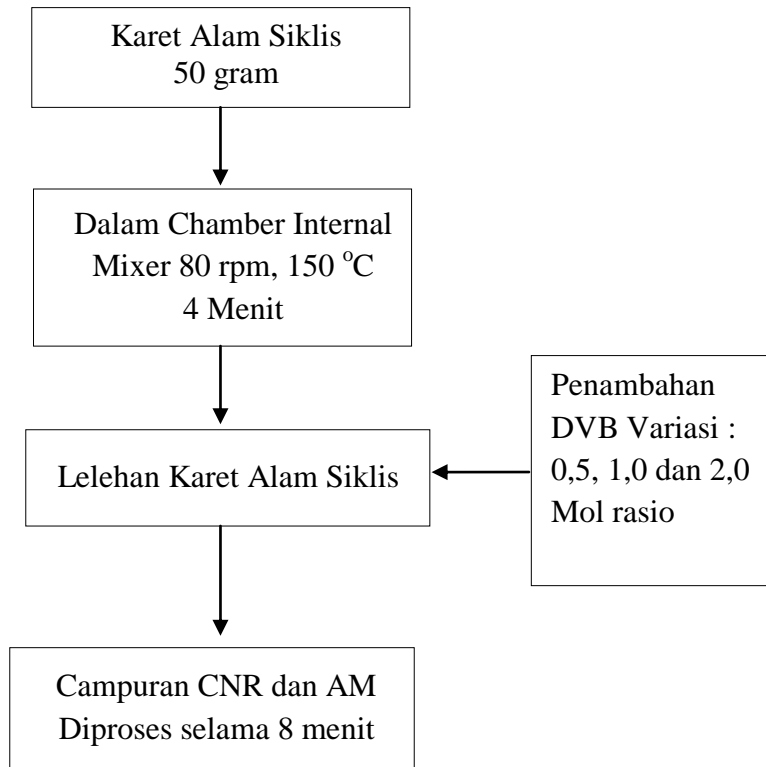 Karet Alam Siklis
50 gram
Dalam Chamber Internal
Mixer 80 rpm, 150 °C
4 Menit
Lelehan Karet Alam Siklis
Penambahan
DVB Variasi :
0,5, 1,0 dan 2,0
Mol rasio
Campuran CNR dan AM
Diproses selama 8 menit